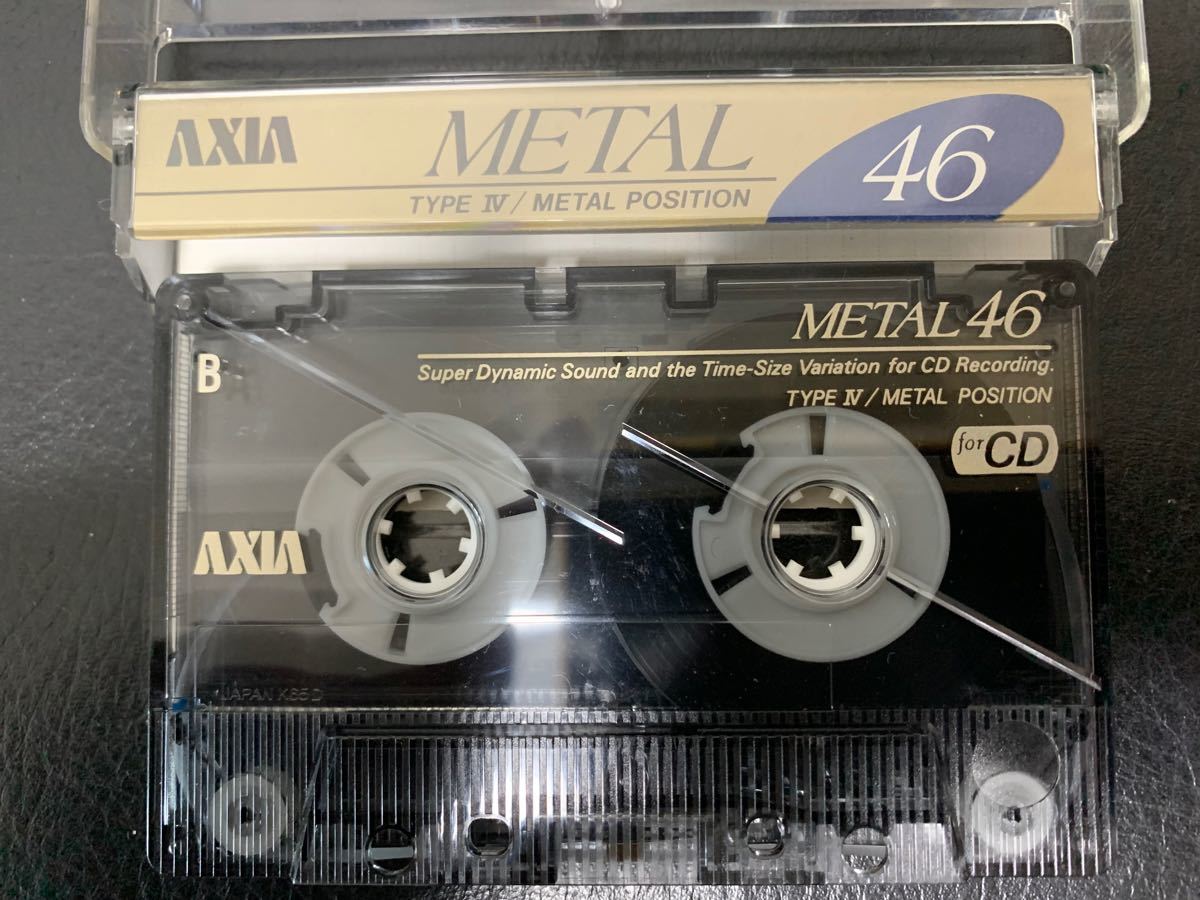 AXIA
METAL
46
TYPE Ⅳ / METAL POSITION
METAL 46
B
Super Dynamic Sound and the Time-Size Variation for CD Recording.
TYPE Ⅳ / METAL POSITION
for CD
AXIA
JAPAN